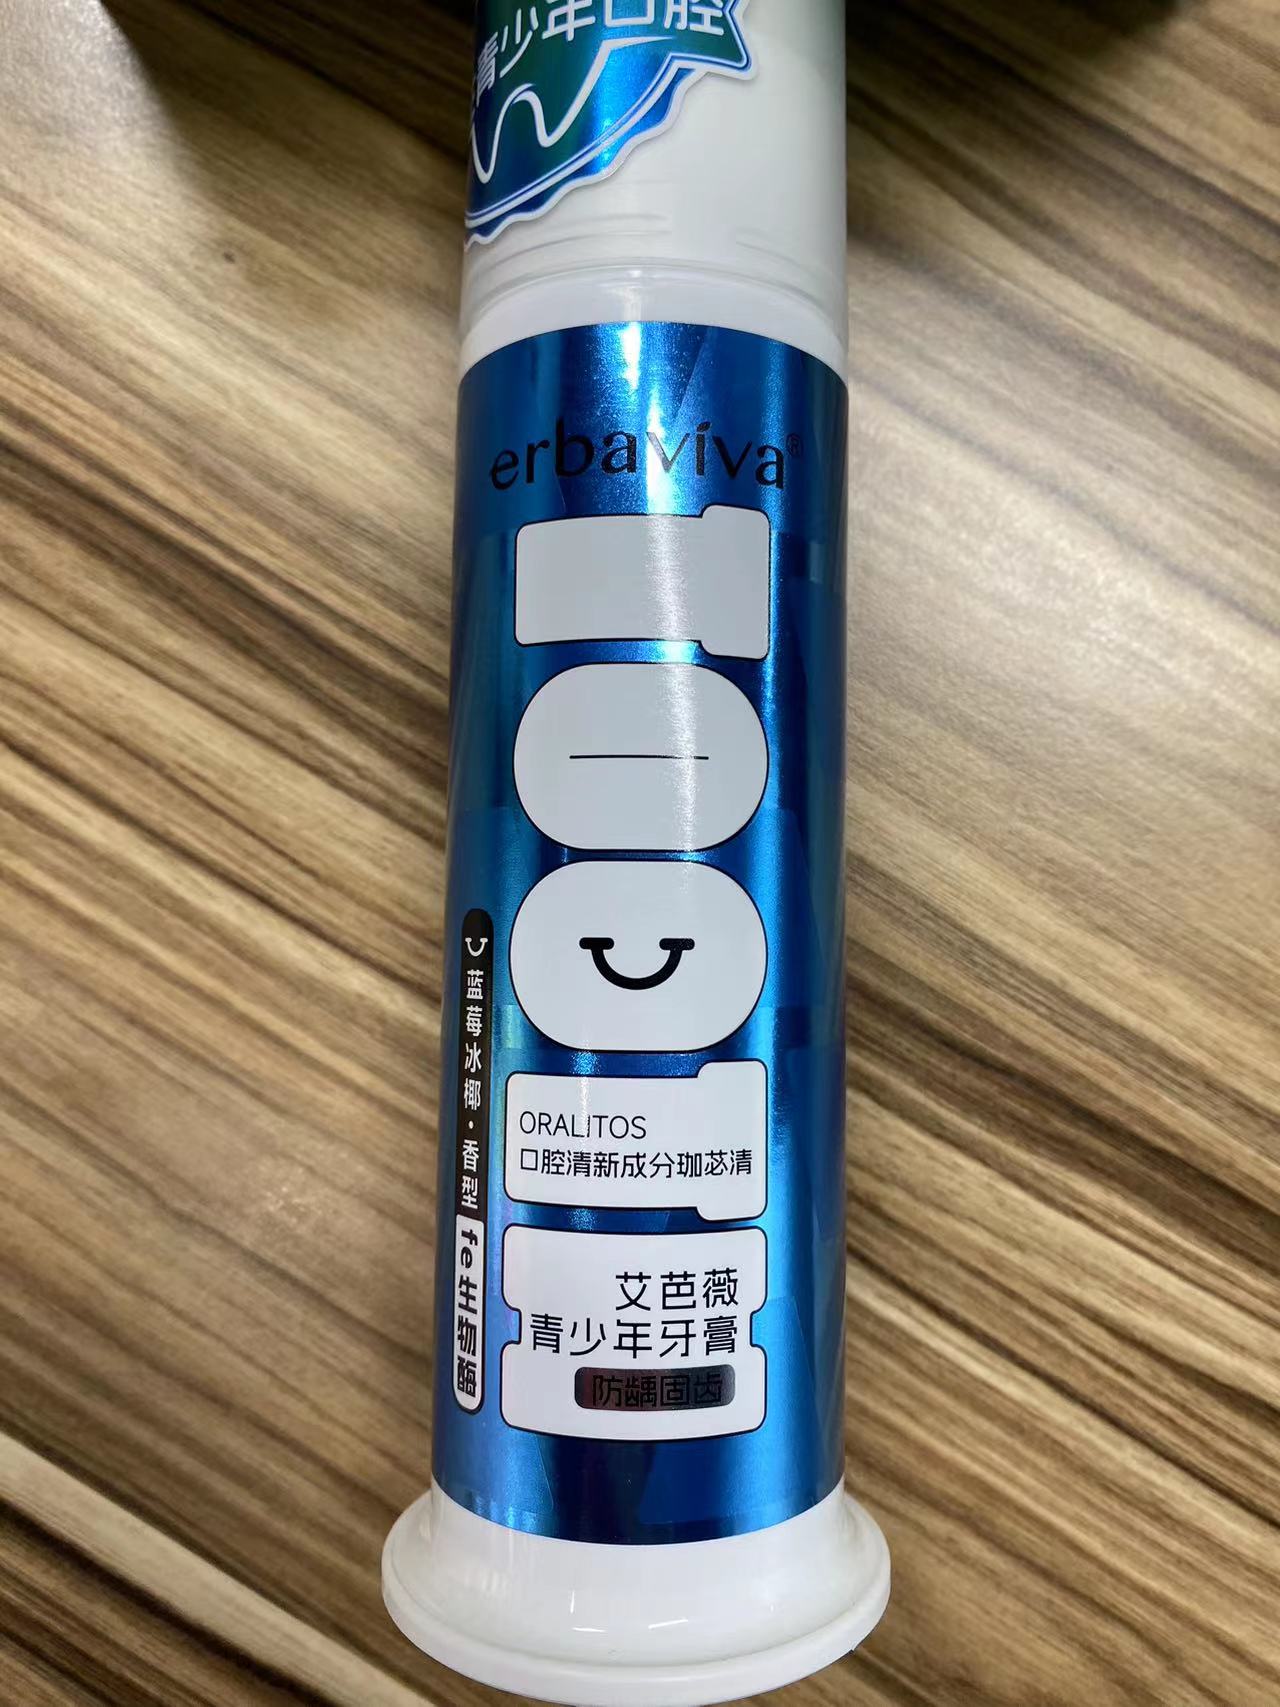 青少年口腔
erbaviva®
ORALITOS
口腔清新成分珈苾清
艾芭薇
青少年牙膏
防龋固齿
蓝莓冰椰·香型
fe生物酶